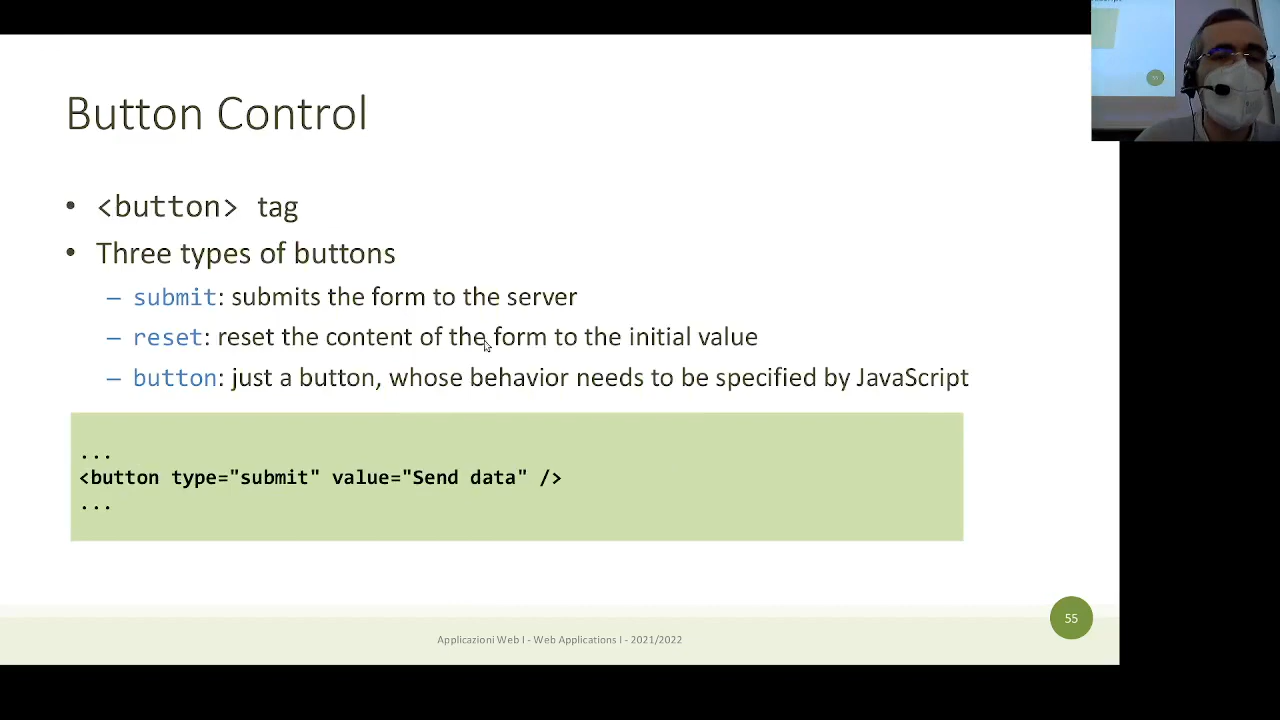 Button Control
• <button> tag
• Three types of buttons
– submit: submits the form to the server
– reset: reset the content of the form to the initial value
– button: just a button, whose behavior needs to be specified by JavaScript
...
<button type="submit" value="Send data" />
...
55
Applicazioni Web I - Web Applications I - 2021/2022